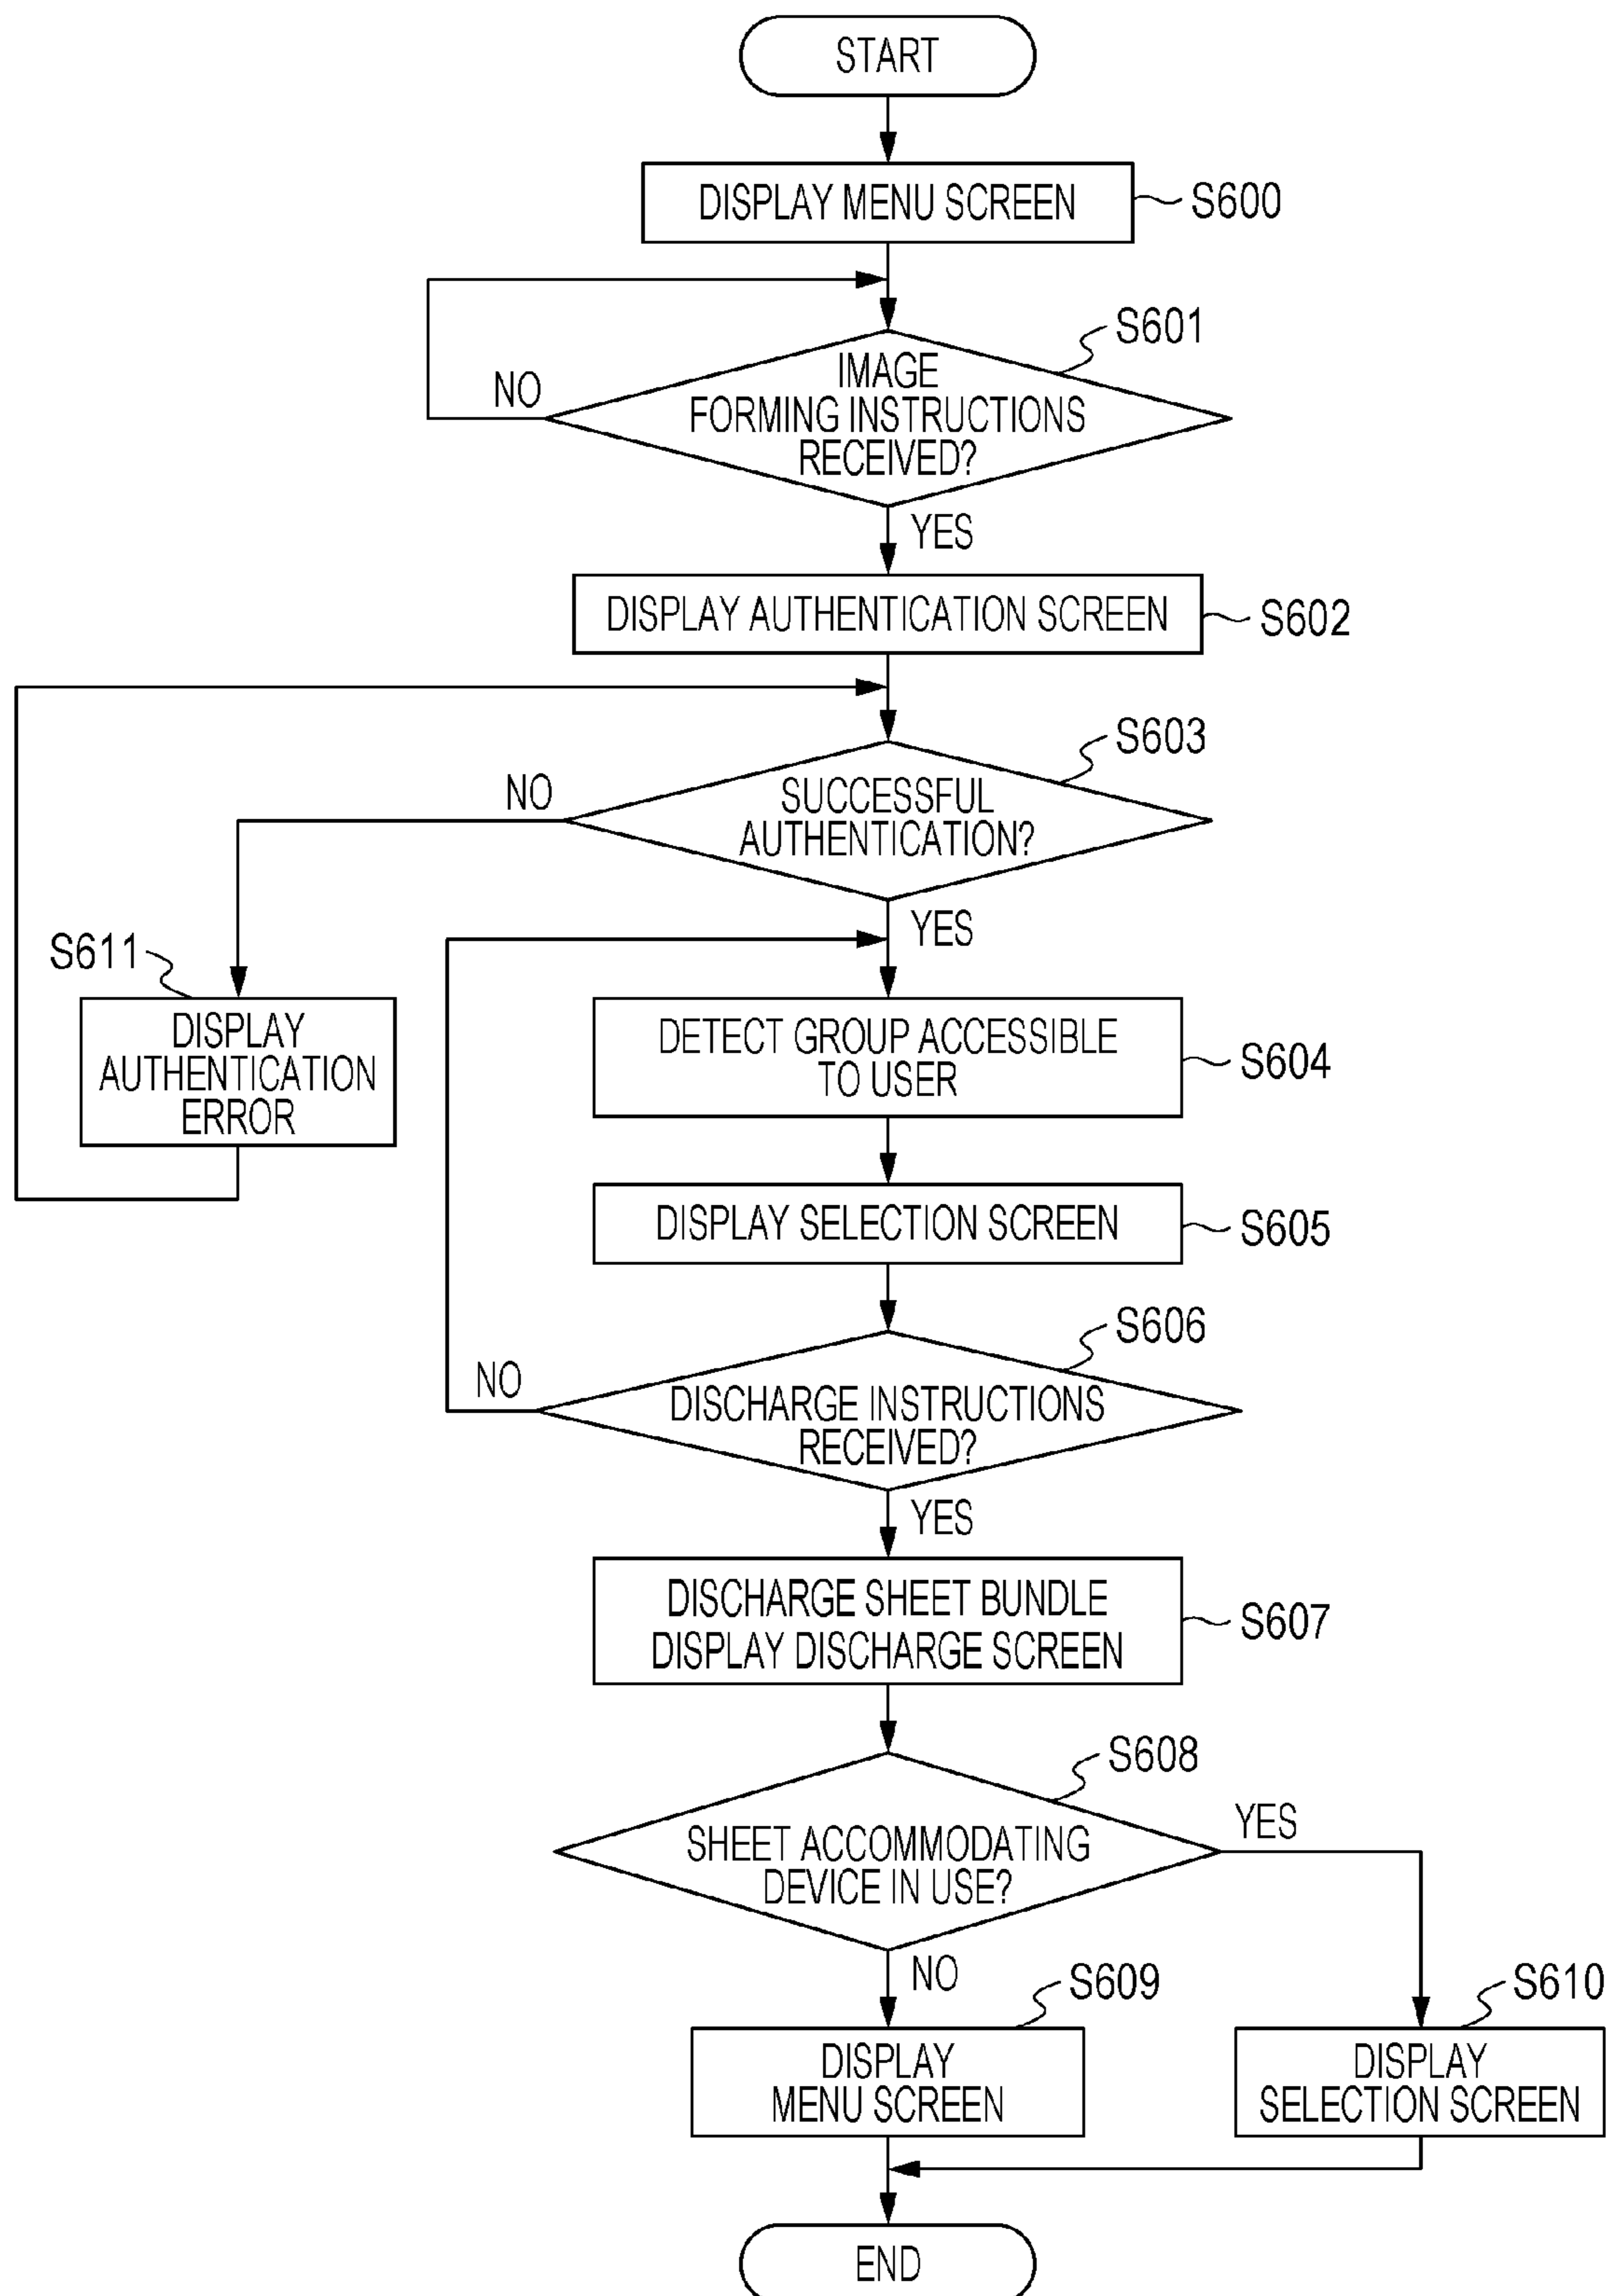 START
DISPLAY MENU SCREEN
S600
S601
IMAGE
FORMING INSTRUCTIONS
RECEIVED?
NO
YES
DISPLAY AUTHENTICATION SCREEN
S602
S603
SUCCESSFUL
AUTHENTICATION?
NO
YES
S611
DISPLAY
AUTHENTICATION
ERROR
DETECT GROUP ACCESSIBLE
TO USER
S604
DISPLAY SELECTION SCREEN
S605
S606
DISCHARGE INSTRUCTIONS
RECEIVED?
NO
YES
DISCHARGE SHEET BUNDLE
DISPLAY DISCHARGE SCREEN
S607
S608
SHEET ACCOMMODATING
DEVICE IN USE?
YES
NO
S609
DISPLAY
MENU SCREEN
S610
DISPLAY
SELECTION SCREEN
END